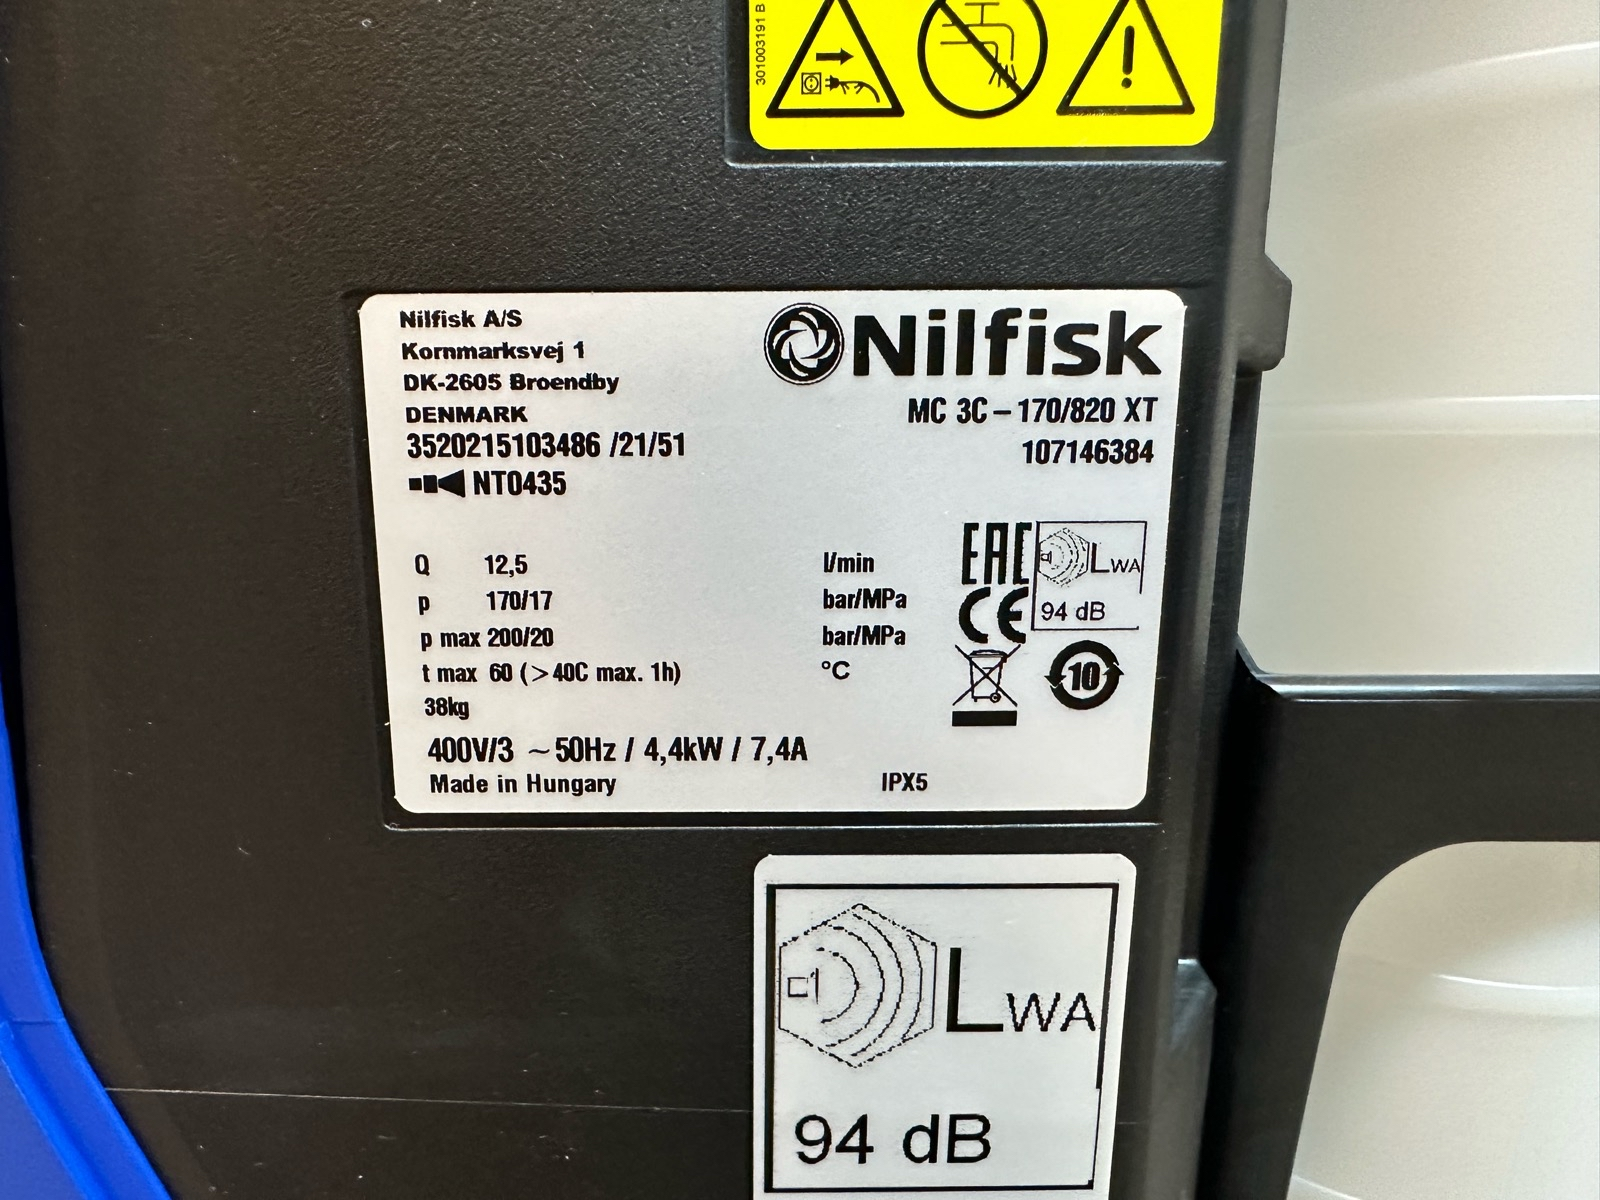 301003191 B
Nilfisk A/S
Kornmarksvej 1
DK-2605 Broendby
DENMARK
3520215103486 /21/51
NT0435
Nilfisk
MC 3C – 170/820 XT
107146384
Q 12,5 l/min
p 170/17 bar/MPa
p max 200/20 bar/MPa
t max 60 (>40C max. 1h) °C
38kg
400V/3 ~50Hz / 4,4kW / 7,4A
Made in Hungary IPX5
EAC
CE
LWA
94 dB
10
LWA
94 dB